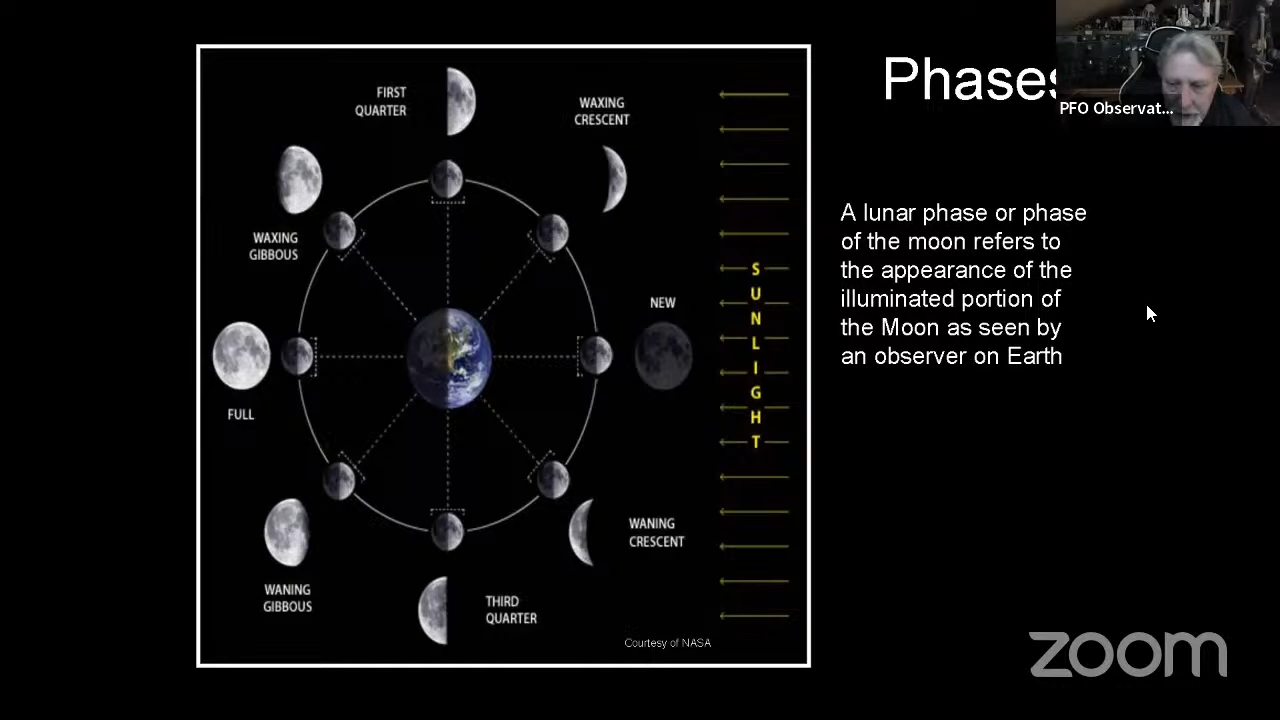 Phases
PFO Observat...
FIRST
QUARTER
WAXING
CRESCENT
WAXING
GIBBOUS
NEW
FULL
WANING
CRESCENT
WANING
GIBBOUS
THIRD
QUARTER
SUNLIGHT
Courtesy of NASA
A lunar phase or phase
of the moon refers to
the appearance of the
illuminated portion of
the Moon as seen by
an observer on Earth
zoom